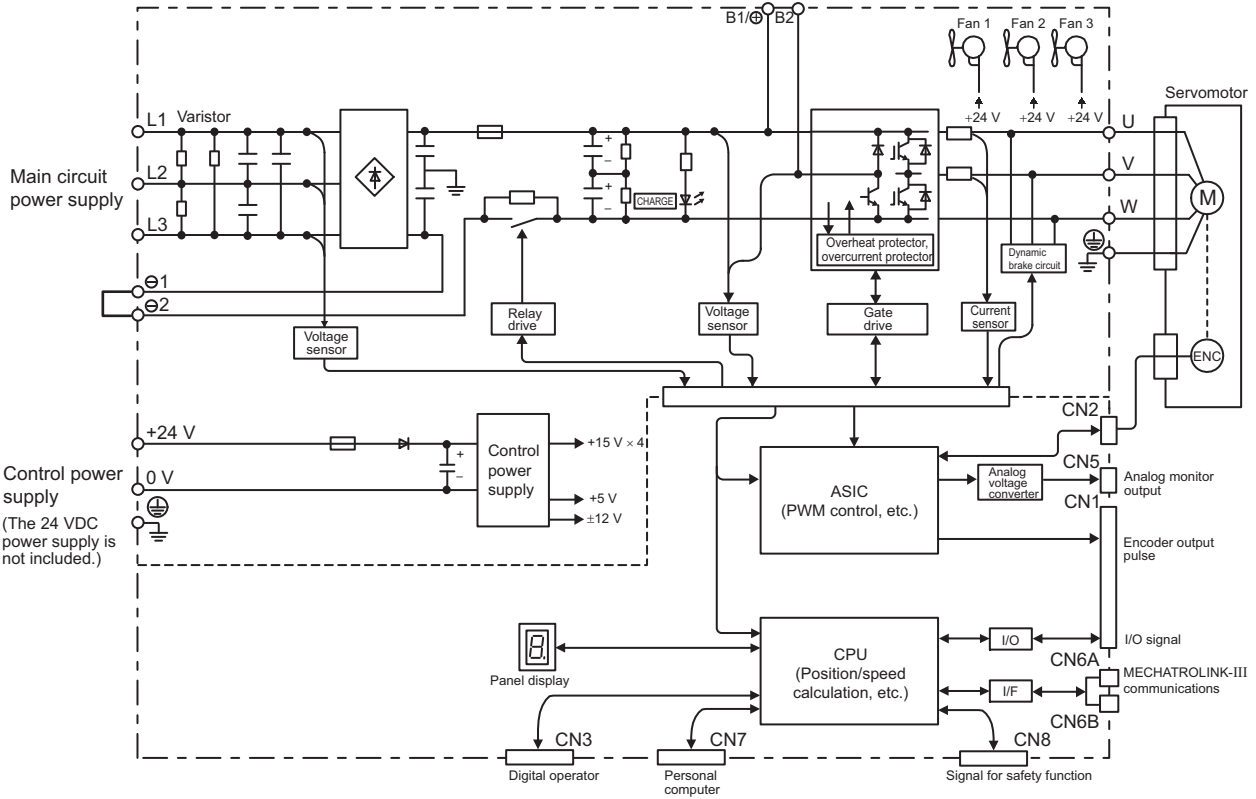 B1/⊕ B2
Fan 1 Fan 2 Fan 3
+24 V +24 V +24 V
Servomotor
L1 Varistor
U
Main circuit
power supply
L2
V
L3
W
M
+
–
+
–
CHARGE
Overheat protector,
overcurrent protector
Dynamic
brake circuit
⊖1
⊖2
Voltage
sensor
Relay
drive
Voltage
sensor
Gate
drive
Current
sensor
ENC
CN2
+24 V
Control power
supply
0 V
(The 24 VDC
power supply is
not included.)
+
–
Control
power
supply
+15 V × 4
+5 V
±12 V
ASIC
(PWM control, etc.)
Analog
voltage
converter
CN5
Analog monitor
output
CN1
Encoder output
pulse
8.
Panel display
CPU
(Position/speed
calculation, etc.)
I/O
I/O signal
CN6A
I/F
MECHATROLINK-III
communications
CN6B
CN3
Digital operator
CN7
Personal
computer
CN8
Signal for safety function